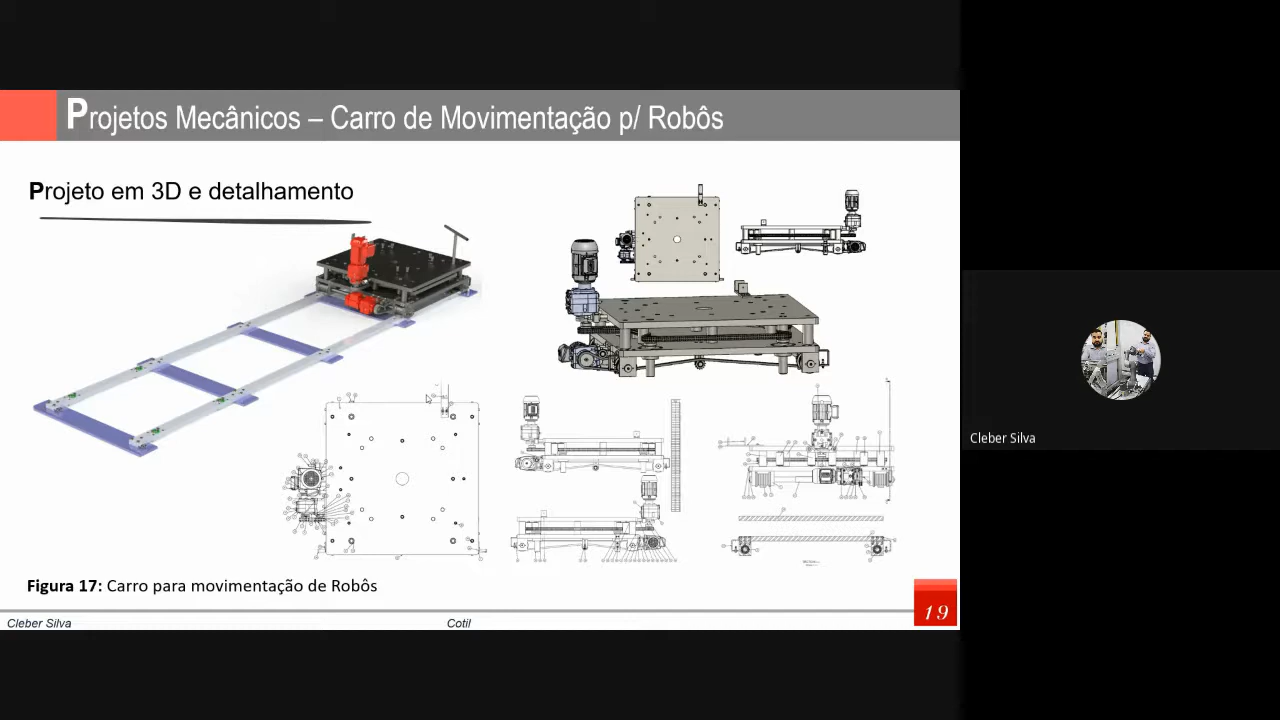 Projetos Mecânicos – Carro de Movimentação p/ Robôs
Projeto em 3D e detalhamento
Figura 17: Carro para movimentação de Robôs
Cleber Silva
Cotil
19
Cleber Silva